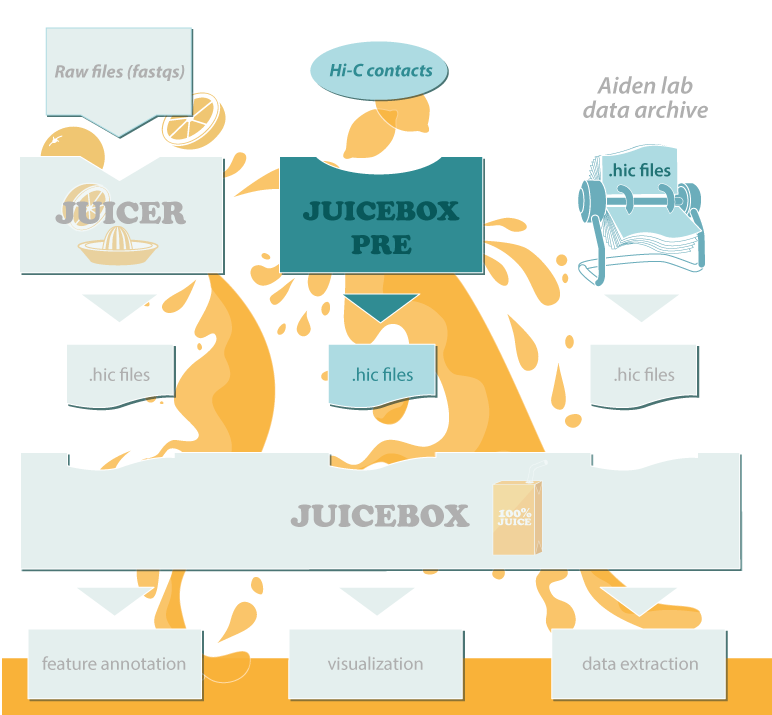 Raw files (fastqs)
Hi-C contacts
Aiden lab
data archive
.hic files
JUICER
JUICEBOX
PRE
.hic files
.hic files
.hic files
JUICEBOX
100%
JUICE
feature annotation
visualization
data extraction